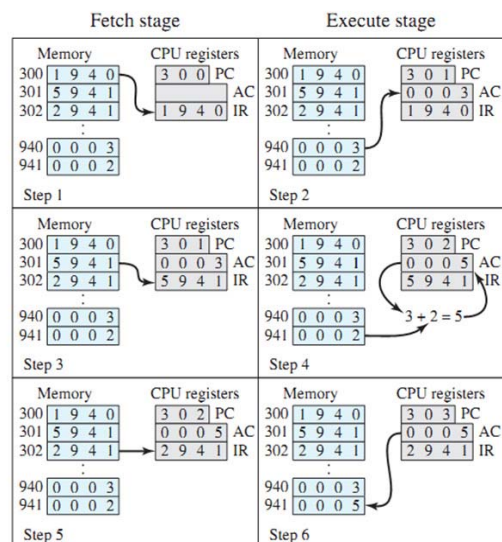 Fetch stage Execute stage
Memory CPU registers
300 1 9 4 0 3 0 0 PC
301 5 9 4 1 AC
302 2 9 4 1 1 9 4 0 IR
:
940 0 0 0 3
941 0 0 0 2
Step 1
Memory CPU registers
300 1 9 4 0 3 0 1 PC
301 5 9 4 1 0 0 0 3 AC
302 2 9 4 1 1 9 4 0 IR
:
940 0 0 0 3
941 0 0 0 2
Step 2
Memory CPU registers
300 1 9 4 0 3 0 1 PC
301 5 9 4 1 0 0 0 3 AC
302 2 9 4 1 5 9 4 1 IR
:
940 0 0 0 3
941 0 0 0 2
Step 3
Memory CPU registers
300 1 9 4 0 3 0 2 PC
301 5 9 4 1 0 0 0 5 AC
302 2 9 4 1 5 9 4 1 IR
:
940 0 0 0 3 3 + 2 = 5
941 0 0 0 2
Step 4
Memory CPU registers
300 1 9 4 0 3 0 2 PC
301 5 9 4 1 0 0 0 5 AC
302 2 9 4 1 2 9 4 1 IR
:
940 0 0 0 3
941 0 0 0 2
Step 5
Memory CPU registers
300 1 9 4 0 3 0 3 PC
301 5 9 4 1 0 0 0 5 AC
302 2 9 4 1 2 9 4 1 IR
:
940 0 0 0 3
941 0 0 0 5
Step 6